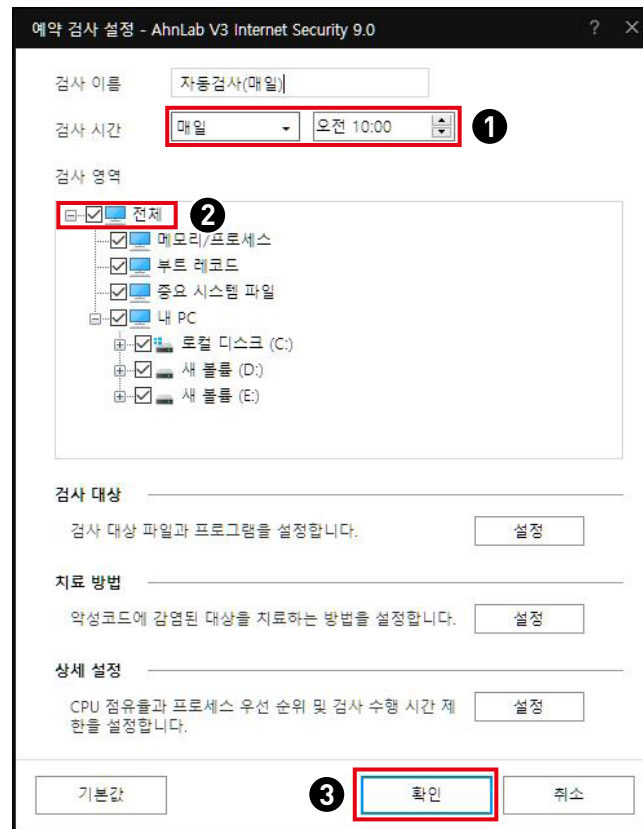 예약 검사 설정 - AhnLab V3 Internet Security 9.0 ? ×
검사 이름 자동검사(매일)
검사 시간 매일 오전 10:00 1
검사 영역
전체 2
메모리/프로세스
부트 레코드
중요 시스템 파일
내 PC
로컬 디스크 (C:)
새 볼륨 (D:)
새 볼륨 (E:)
검사 대상
검사 대상 파일과 프로그램을 설정합니다. 설정
치료 방법
악성코드에 감염된 대상을 치료하는 방법을 설정합니다. 설정
상세 설정
CPU 점유율과 프로세스 우선 순위 및 검사 수행 시간 제 설정
한을 설정합니다.
기본값 3 확인 취소